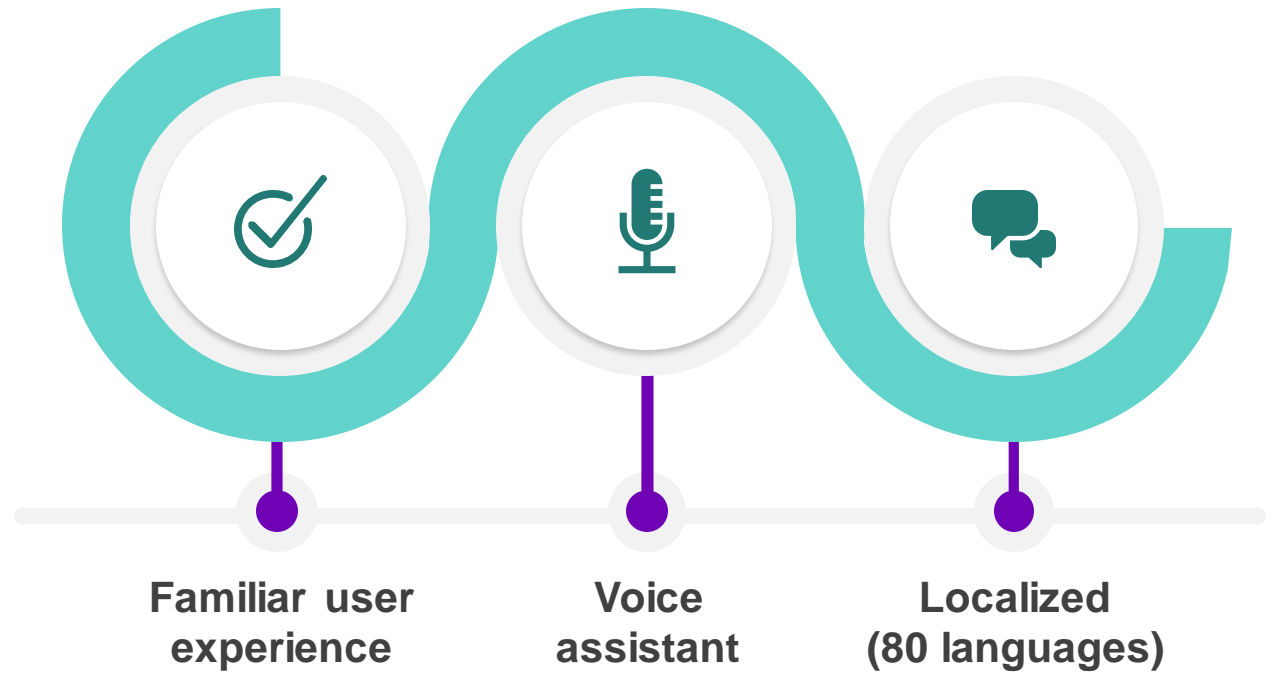 Familiar user
experience
Voice
assistant
Localized
(80 languages)